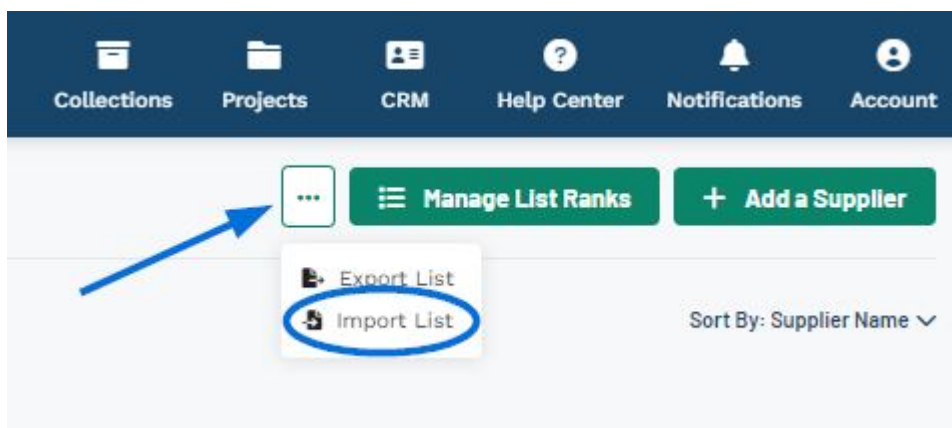 Collections Projects CRM Help Center Notifications Account
... Manage List Ranks + Add a Supplier
Export List
Import List
Sort By: Supplier Name